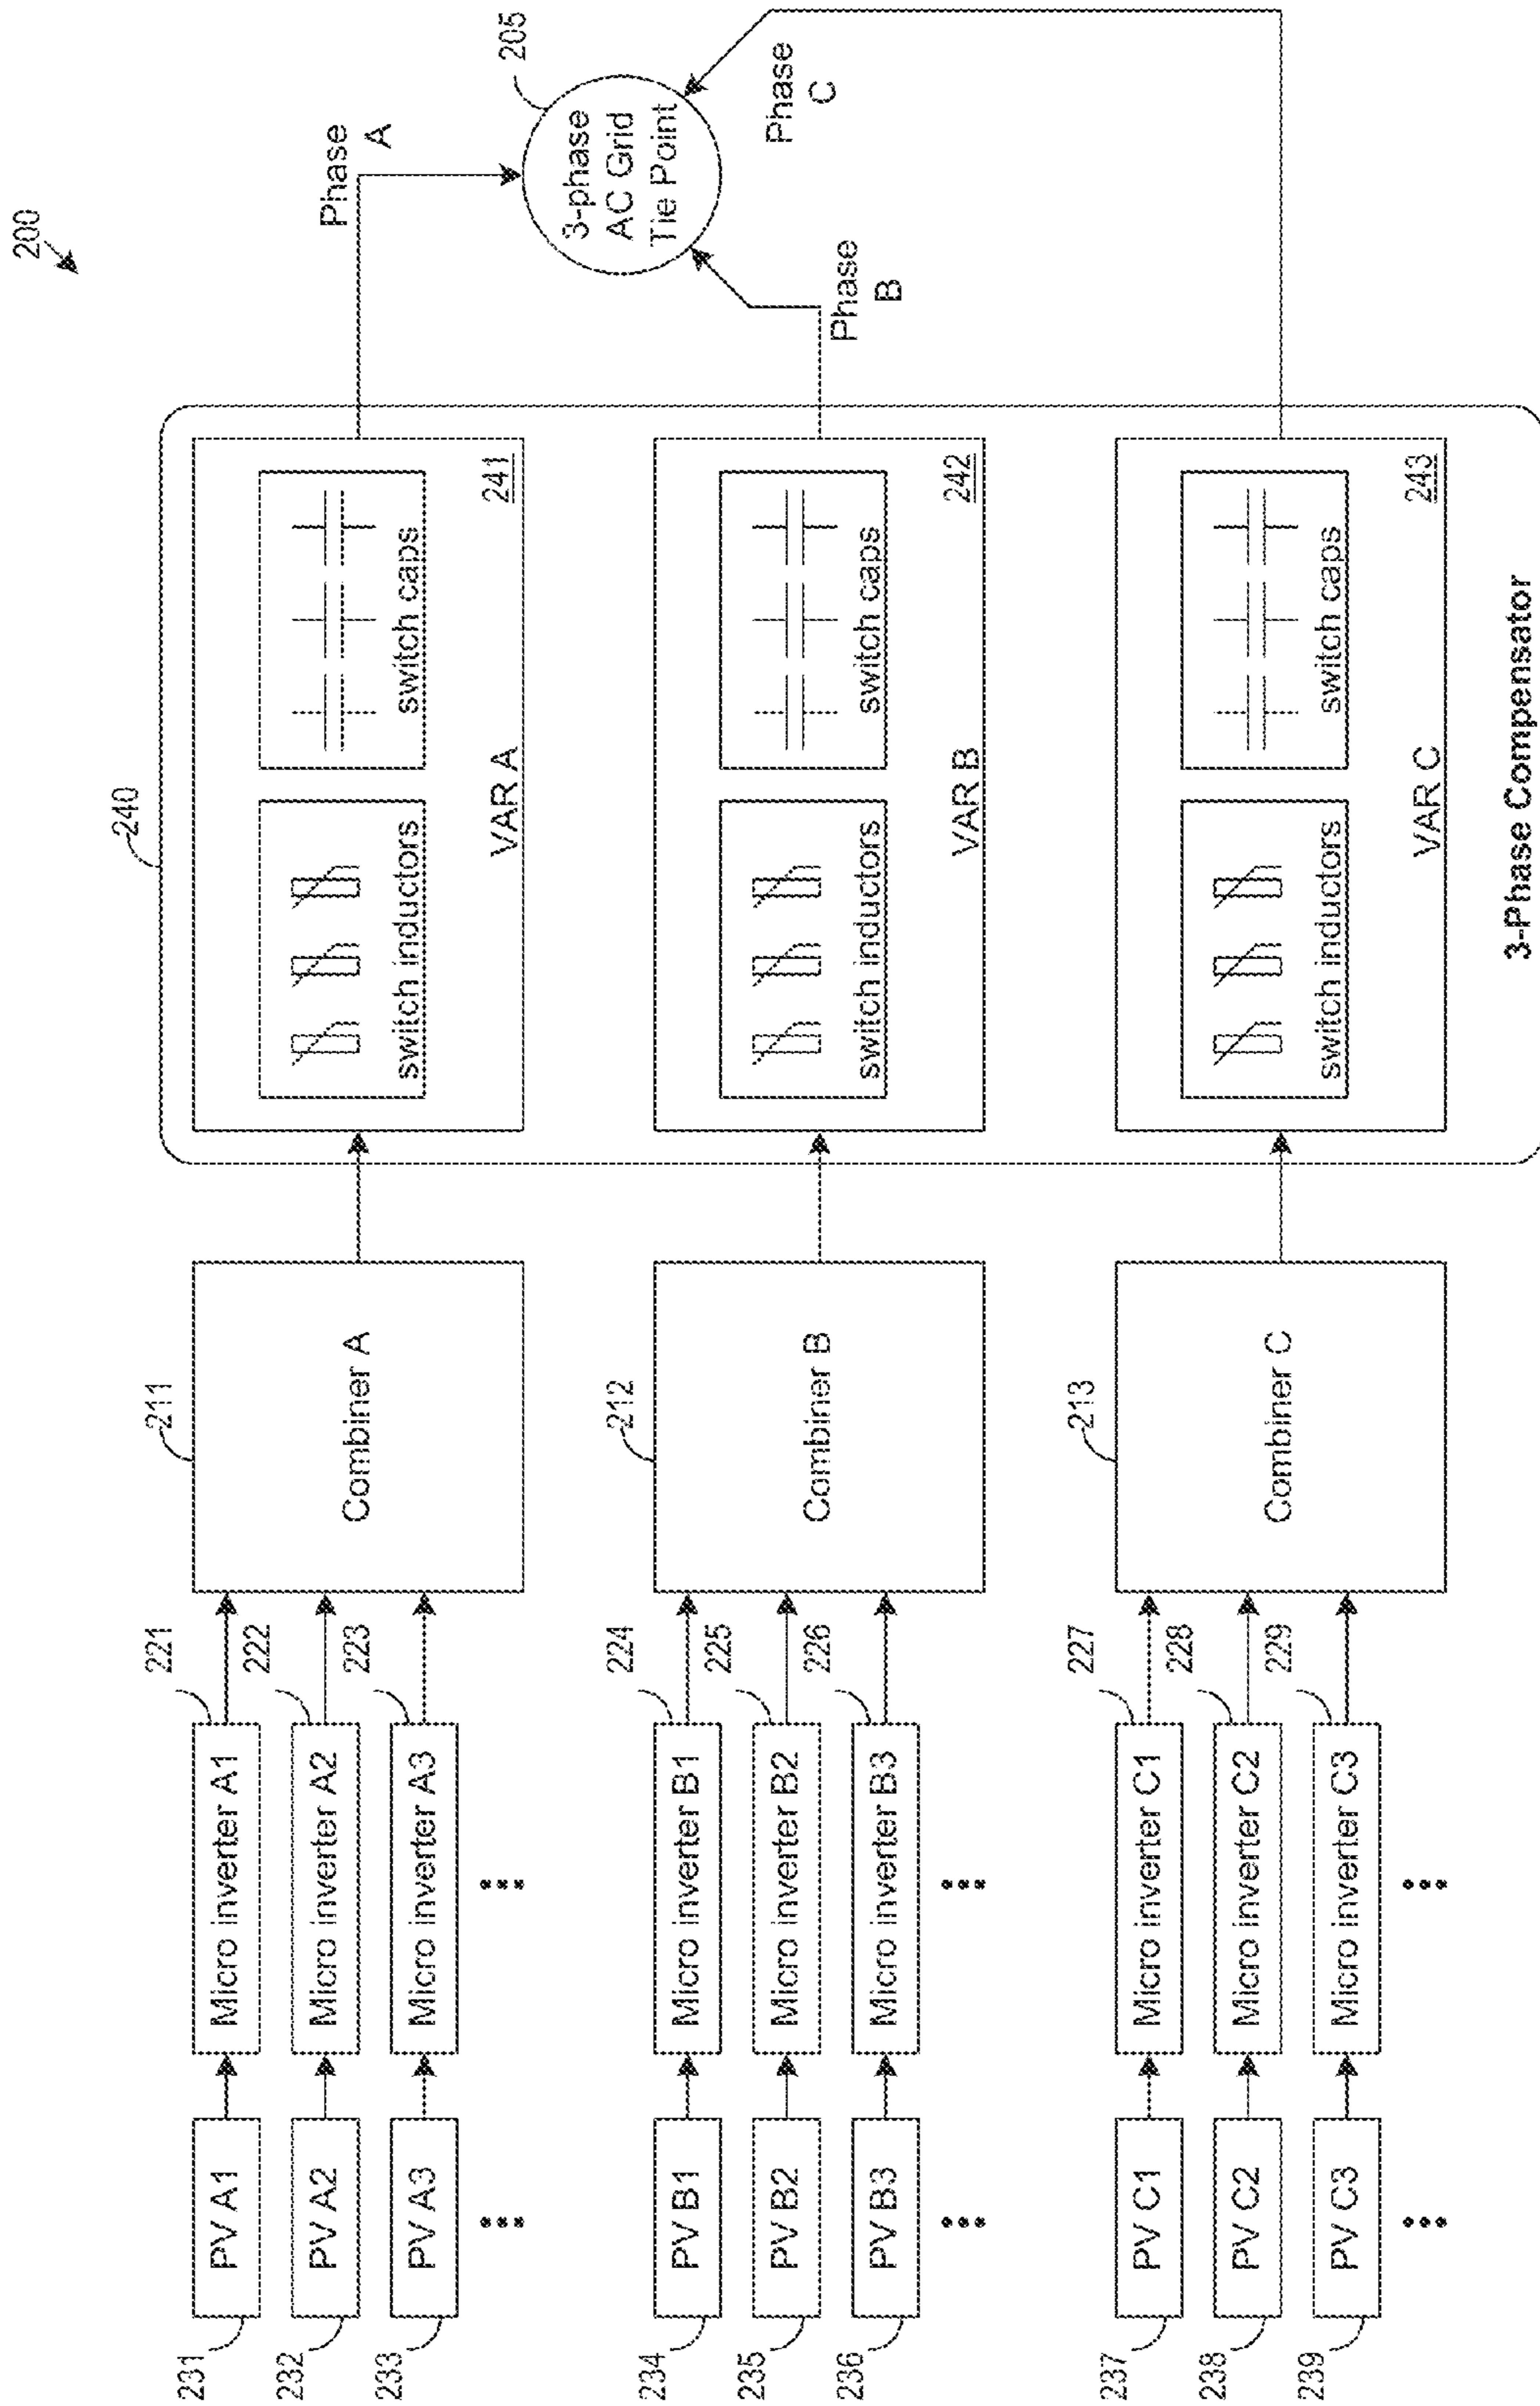 200
231
PV A1
221
Micro inverter A1
232
PV A2
222
Micro inverter A2
233
PV A3
223
Micro inverter A3
211
Combiner A
240
switch inductors
switch caps
VAR A
241
Phase
A
205
3-phase
AC Grid
Tie Point
234
PV B1
224
Micro inverter B1
235
PV B2
225
Micro inverter B2
236
PV B3
226
Micro inverter B3
212
Combiner B
switch inductors
switch caps
VAR B
242
Phase
B
237
PV C1
227
Micro inverter C1
238
PV C2
228
Micro inverter C2
239
PV C3
229
Micro inverter C3
213
Combiner C
switch inductors
switch caps
VAR C
243
Phase
C
3-Phase Compensator